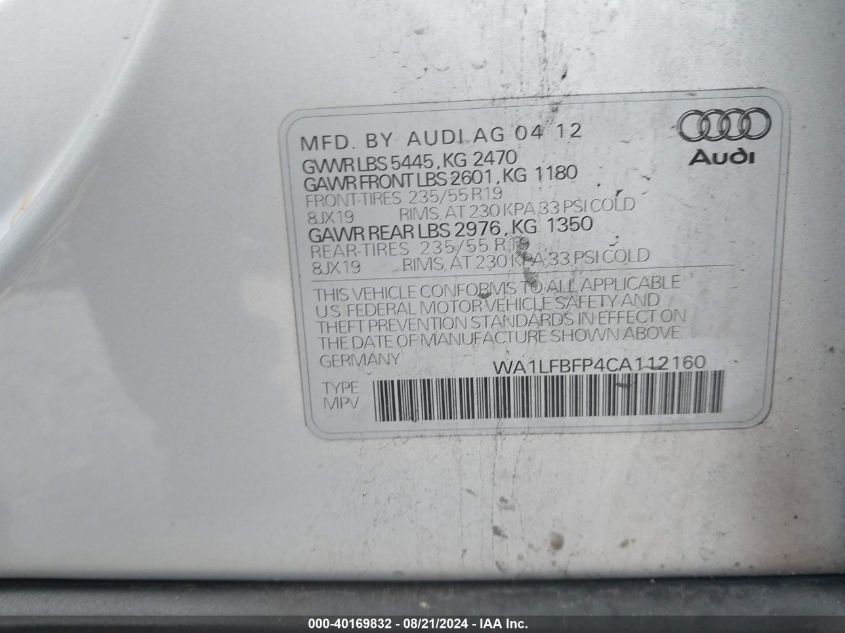 MFD. BY AUDI AG 04 12
GVWR LBS 5445, KG 2470
GAWR FRONT LBS 2601, KG 1180
FRONT-TIRES 235/55 R19
8JX19 RIMS, AT 230 KPA,33 PSI COLD
GAWR REAR LBS 2976, KG 1350
REAR-TIRES 235/55 R 19
8JX19 RIMS, AT 230 KPA,33 PSI COLD
THIS VEHICLE CONFORMS TO ALL APPLICABLE
U S FEDERAL MOTOR VEHICLE SAFETY AND
THEFT PREVENTION STANDARDS IN EFFECT ON
THE DATE OF MANUFACTURE SHOWN ABOVE
GERMANY WA1LFBFP4CA112160
TYPE
MPV
Audi
000-40169832 - 08/21/2024 - IAA Inc.